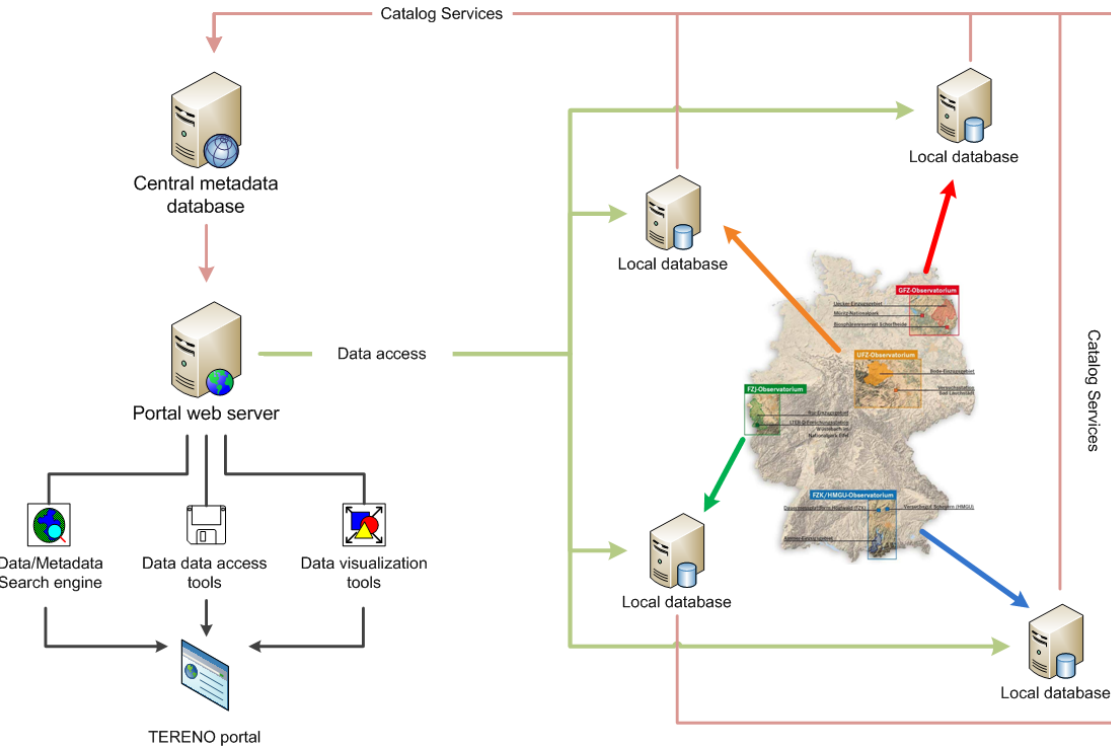 Catalog Services
Central metadata
database
Local database
Local database
GFZ-Observatorium
Müritz Nationalpark
UFZ-Observatorium
Portal web server
Data access
FZJ-Observatorium
Catalog Services
FZK/HMGU-Observatorium
Data/Metadata
Search engine
Data data access
tools
Data visualization
tools
Local database
Local database
TERENO portal